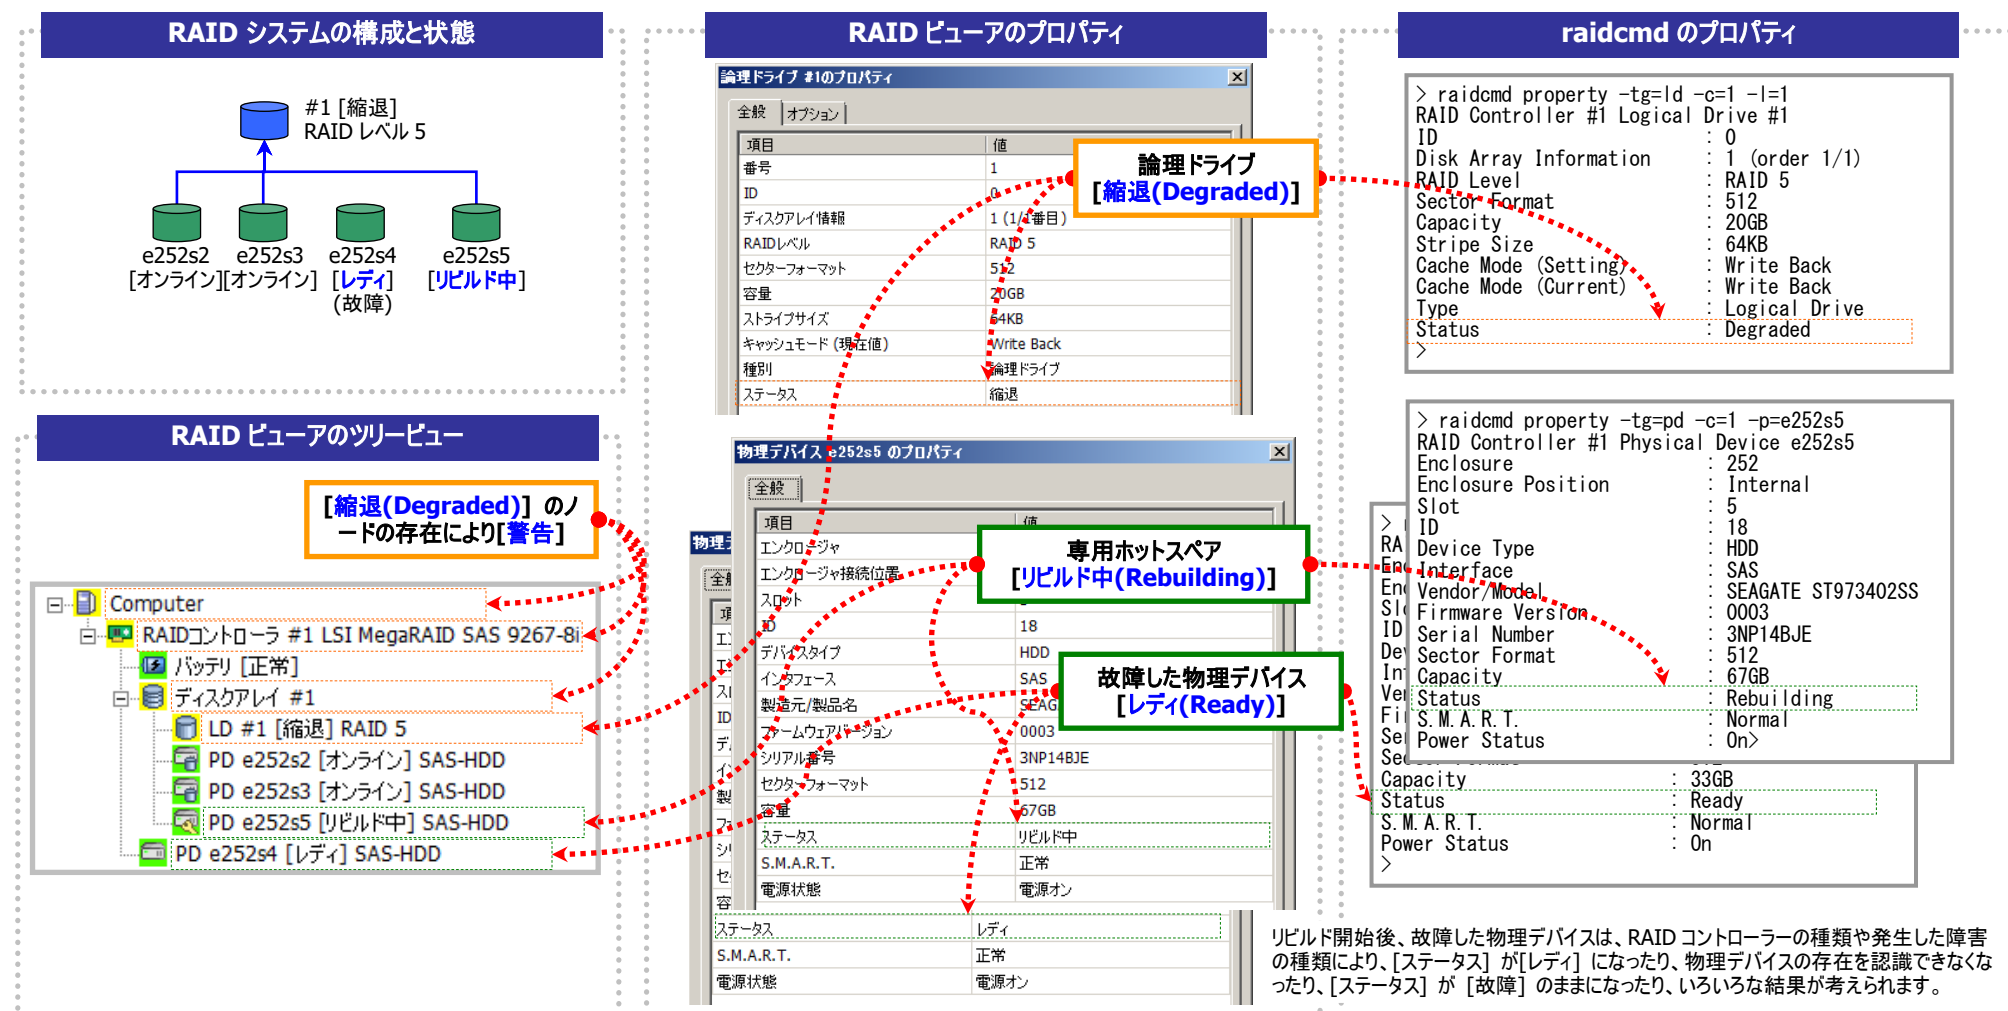 RAID システムの構成と状態
#1 [縮退]
RAID レベル 5
e252s2 e252s3 e252s4 e252s5
[オンライン][オンライン] [レディ] [リビルド中]
(故障)
RAID ビューアのツリービュー
[縮退(Degraded)] のノ
ードの存在により[警告]
Computer
RAIDコントローラ #1 LSI MegaRAID SAS 9267-8i
バッテリ [正常]
ディスクアレイ #1
LD #1 [縮退] RAID 5
PD e252s2 [オンライン] SAS-HDD
PD e252s3 [オンライン] SAS-HDD
PD e252s5 [リビルド中] SAS-HDD
PD e252s4 [レディ] SAS-HDD
RAID ビューアのプロパティ
論理ドライブ #1のプロパティ
全般 オプション
項目 値
番号 1
ID 0
ディスクアレイ情報 1 (1/1番目)
RAIDレベル RAID 5
セクターフォーマット 512
容量 20GB
ストライプサイズ 64KB
キャッシュモード (現在値) Write Back
種別 論理ドライブ
ステータス 縮退
論理ドライブ
[縮退(Degraded)]
物理デバイス e252s5 のプロパティ
全般
項目 値
エンクロージャ
エンクロージャ接続位置
スロット
ID 18
デバイスタイプ HDD
インタフェース SAS
製造元/製品名 SEAG
ファームウェアバージョン 0003
シリアル番号 3NP14BJE
セクターフォーマット 512
容量 67GB
ステータス リビルド中
S.M.A.R.T. 正常
電源状態 電源オン
専用ホットスペア
[リビルド中(Rebuilding)]
故障した物理デバイス
[レディ(Ready)]
ステータス レディ
S.M.A.R.T. 正常
電源状態 電源オン
raidcmd のプロパティ
> raidcmd property -tg=ld -c=1 -l=1
RAID Controller #1 Logical Drive #1
ID : 0
Disk Array Information : 1 (order 1/1)
RAID Level : RAID 5
Sector Format : 512
Capacity : 20GB
Stripe Size : 64KB
Cache Mode (Setting) : Write Back
Cache Mode (Current) : Write Back
Type : Logical Drive
Status : Degraded
>
> raidcmd property -tg=pd -c=1 -p=e252s5
RAID Controller #1 Physical Device e252s5
Enclosure : 252
Enclosure Position : Internal
Slot : 5
ID : 18
Device Type : HDD
Interface : SAS
Vendor/Model : SEAGATE ST973402SS
Firmware Version : 0003
Serial Number : 3NP14BJE
Sector Format : 512
Capacity : 67GB
Status : Rebuilding
S.M.A.R.T. : Normal
Power Status : On>
Capacity : 33GB
Status : Ready
S.M.A.R.T. : Normal
Power Status : On
>
リビルド開始後、故障した物理デバイスは、RAID コントローラーの種類や発生した障害
の種類により、[ステータス] が[レディ] になったり、物理デバイスの存在を認識できなくな
ったり、[ステータス] が [故障] のままになったり、いろいろな結果が考えられます。